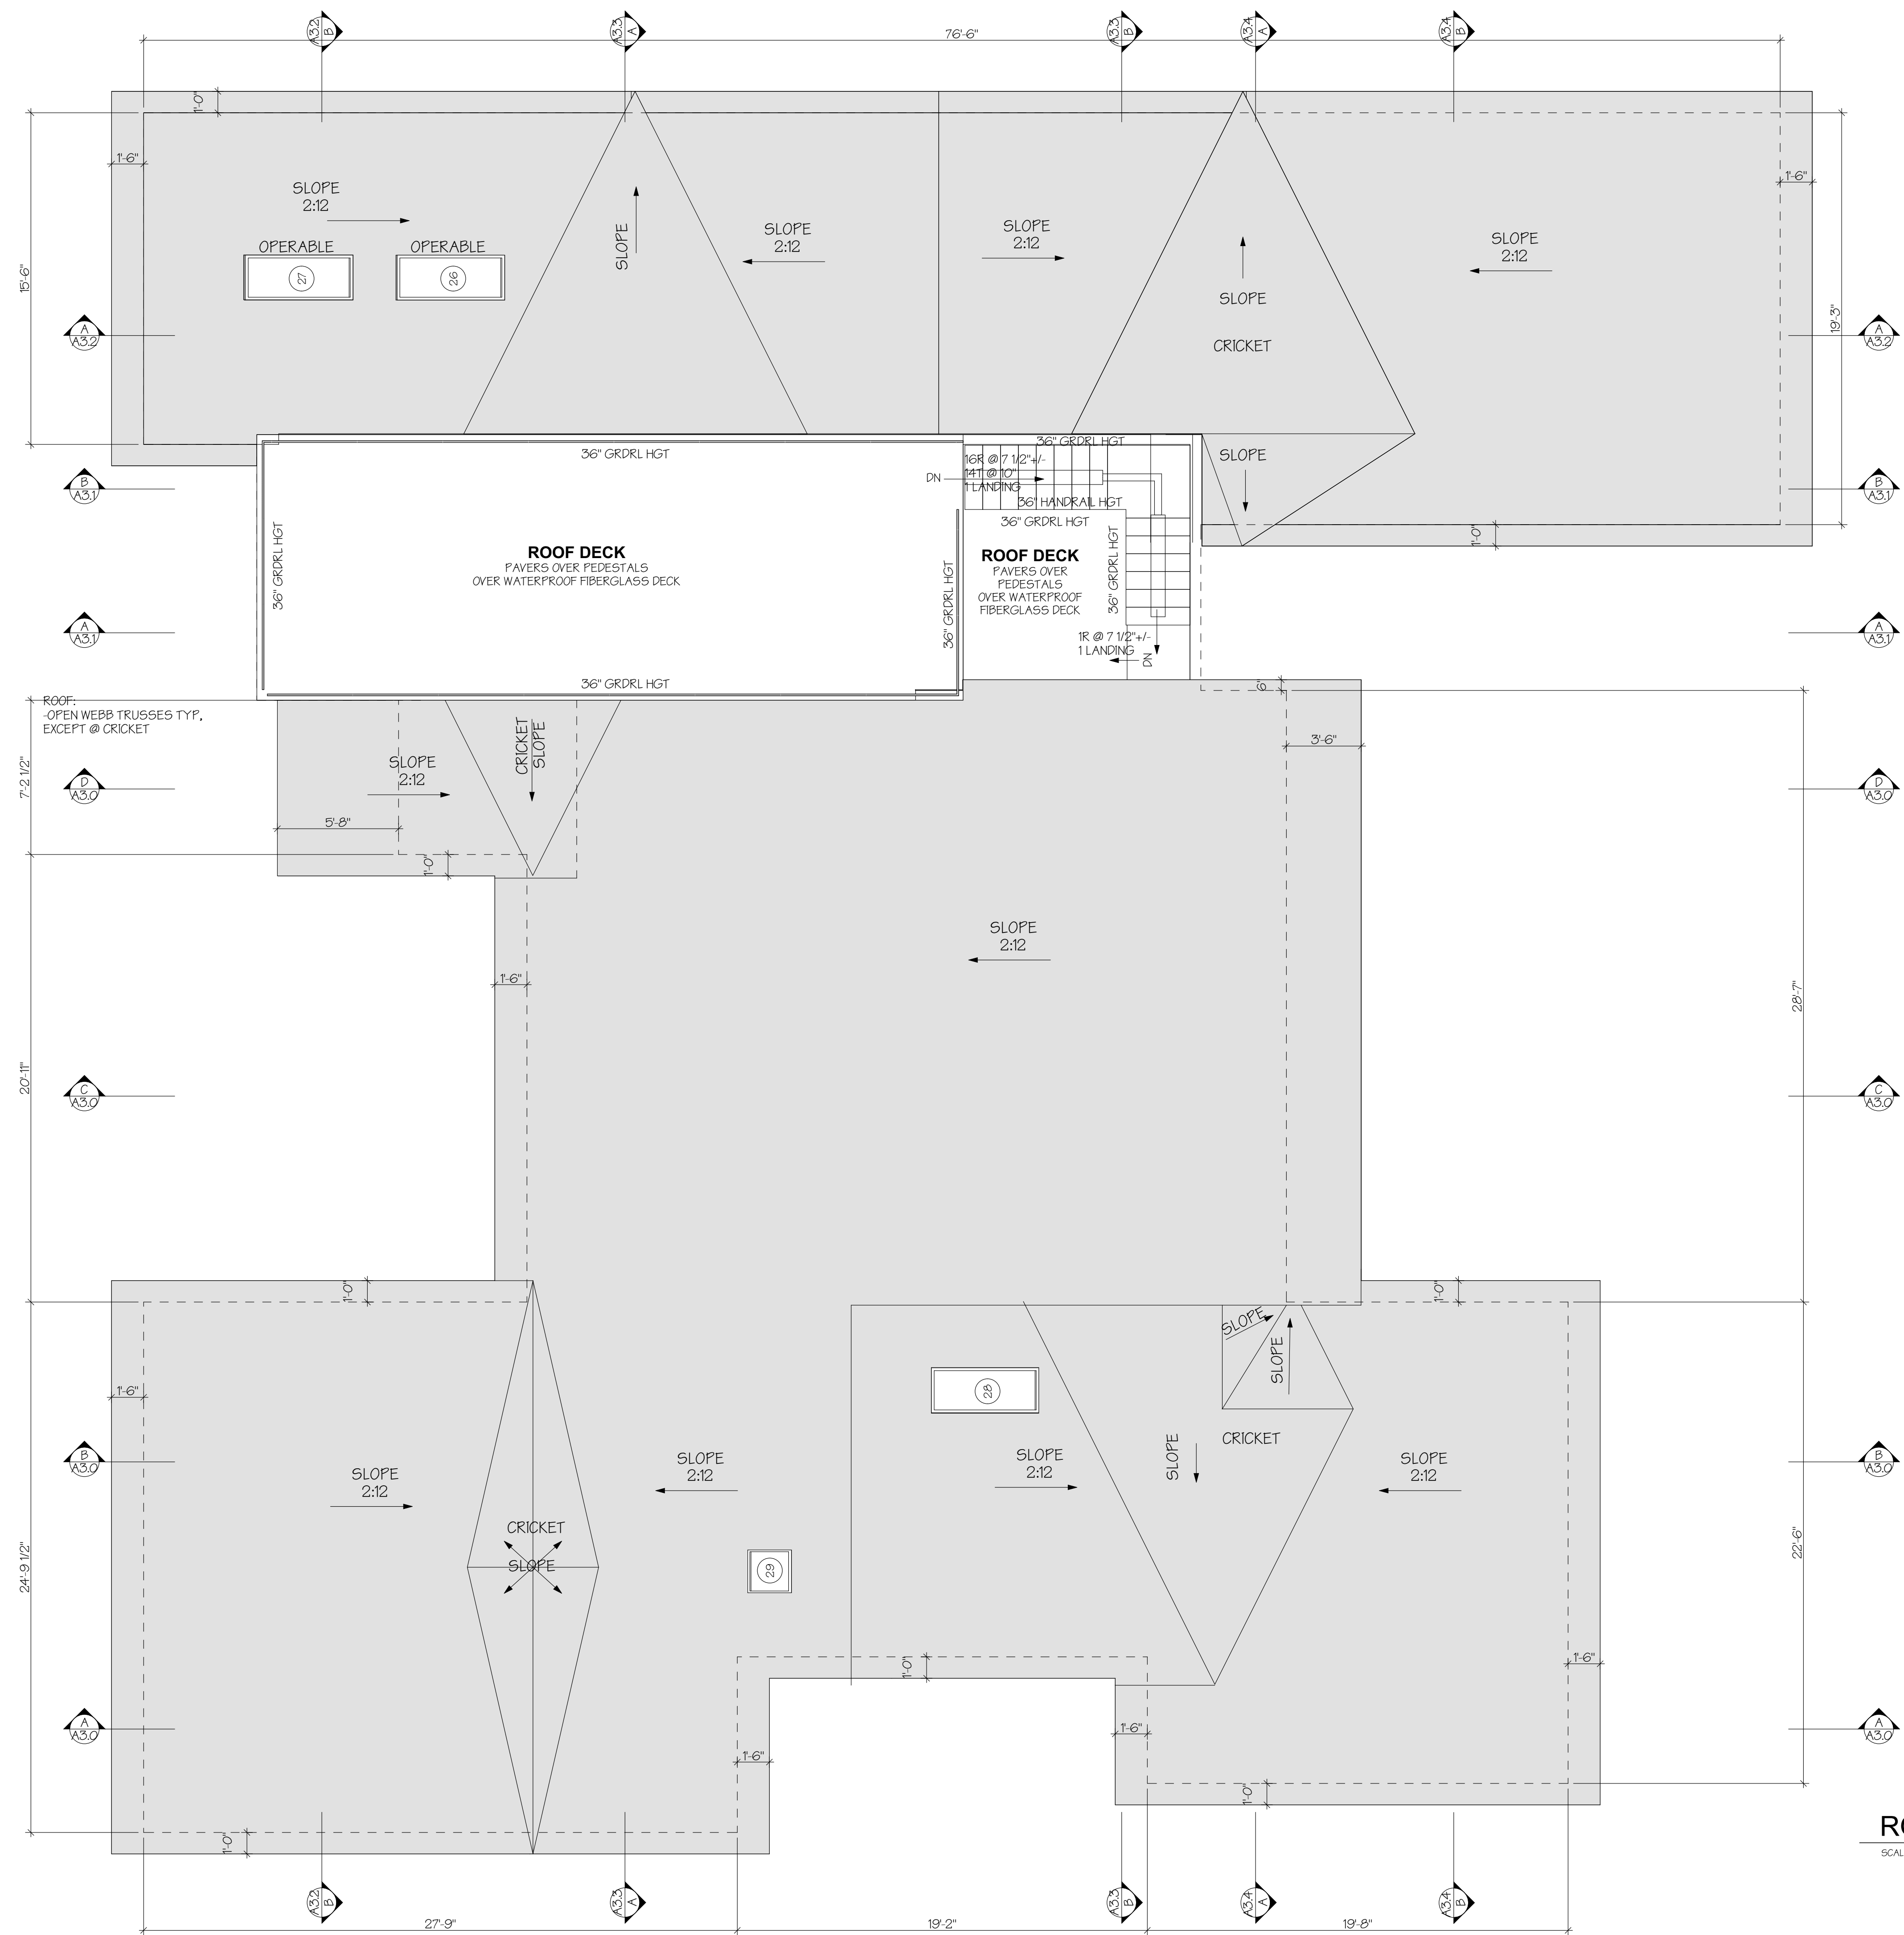 A3.2
B
A3.3
A
A3.3
B
A3.4
A
A3.4
B
76'-6"
1'-0"
1'-6"
1'-6"
SLOPE
2:12
SLOPE
SLOPE
2:12
SLOPE
2:12
SLOPE
2:12
OPERABLE
27
OPERABLE
26
SLOPE
CRICKET
15'-6"
19'-3"
A
A3.2
A
A3.2
36" GRDRL HGT
36" GRDRL HGT
SLOPE
16R @ 7 1/2"+/-
14T @ 10"
1 LANDING
DN
36" HANDRAIL HGT
36" GRDRL HGT
B
A3.1
B
A3.1
1'-0"
36" GRDRL HGT
ROOF DECK
PAVERS OVER PEDESTALS
OVER WATERPROOF FIBERGLASS DECK
36" GRDRL HGT
ROOF DECK
PAVERS OVER
PEDESTALS
OVER WATERPROOF
FIBERGLASS DECK
36" GRDRL HGT
1R @ 7 1/2"+/-
1 LANDING
DN
A
A3.1
A
A3.1
36" GRDRL HGT
6"
ROOF:
-OPEN WEBB TRUSSES TYP,
EXCEPT @ CRICKET
CRICKET
SLOPE
3'-6"
SLOPE
2:12
7'-2 1/2"
D
A3.0
D
A3.0
5'-8"
1'-0"
SLOPE
2:12
1'-6"
28'-7"
20'-11"
C
A3.0
C
A3.0
1'-0"
1'-0"
SLOPE
SLOPE
1'-6"
28
CRICKET
SLOPE
SLOPE
2:12
SLOPE
2:12
SLOPE
2:12
SLOPE
2:12
B
A3.0
B
A3.0
CRICKET
SLOPE
29
24'-9 1/2"
22'-6"
1'-0"
1'-6"
A
A3.0
A
A3.0
1'-6"
1'-6"
1'-0"
1'-0"
A3.2
B
A3.3
A
A3.3
B
A3.4
A
A3.4
B
27'-9"
19'-2"
19'-8"